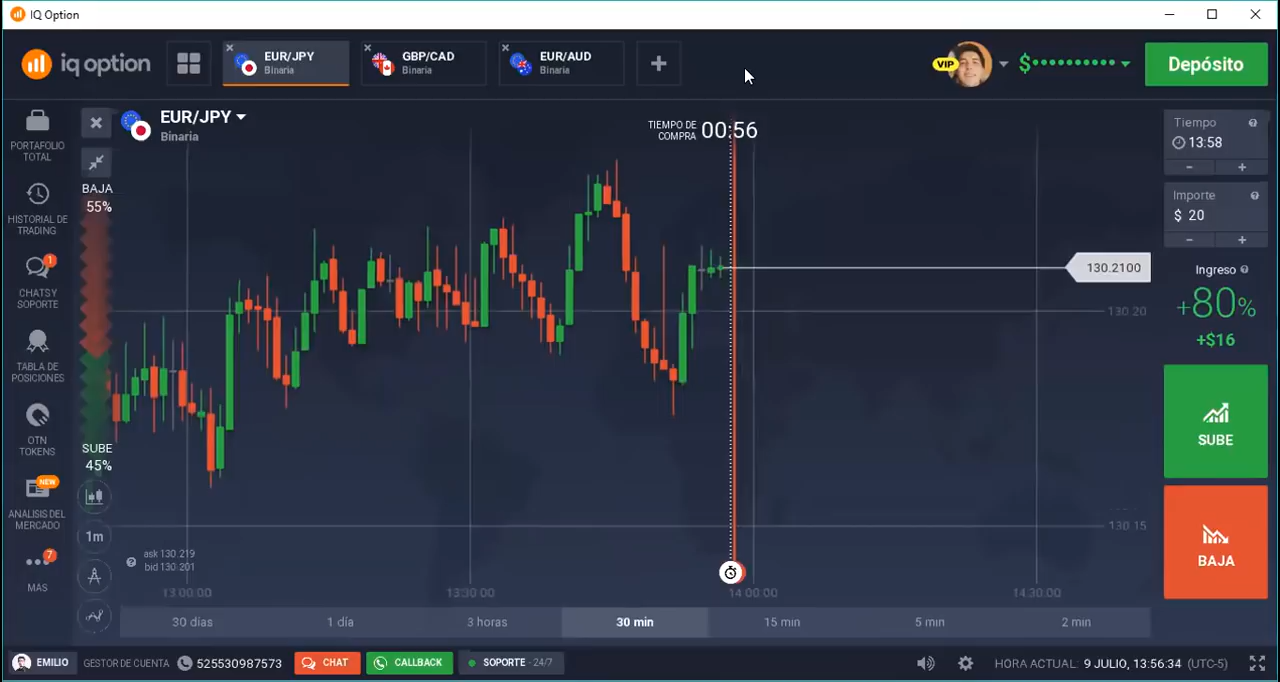 IQ Option
iq option
EUR/JPY
Binaria
GBP/CAD
Binaria
EUR/AUD
Binaria
VIP
$••••••••••
Depósito
PORTAFOLIO
TOTAL
HISTORIAL DE
TRADING
1
CHATS Y
SOPORTE
TABLA DE
POSICIONES
OTN
TOKENS
NEW
ANÁLISIS DEL
MERCADO
7
MÁS
BAJA
55%
SUBE
45%
1m
EUR/JPY
Binaria
TIEMPO DE
COMPRA
00:56
130.2100
130.20
130.15
ask 130.219
bid 130.201
13:00:00
13:30:00
14:00:00
14:30:00
30 días
1 día
3 horas
30 min
15 min
5 min
2 min
Tiempo
13:58
- +
Importe
$ 20
- +
Ingreso
+80%
+$16
SUBE
BAJA
EMILIO
GESTOR DE CUENTA
525530987573
CHAT
CALLBACK
SOPORTE - 24/7
HORA ACTUAL: 9 JULIO, 13:56:34 (UTC-5)